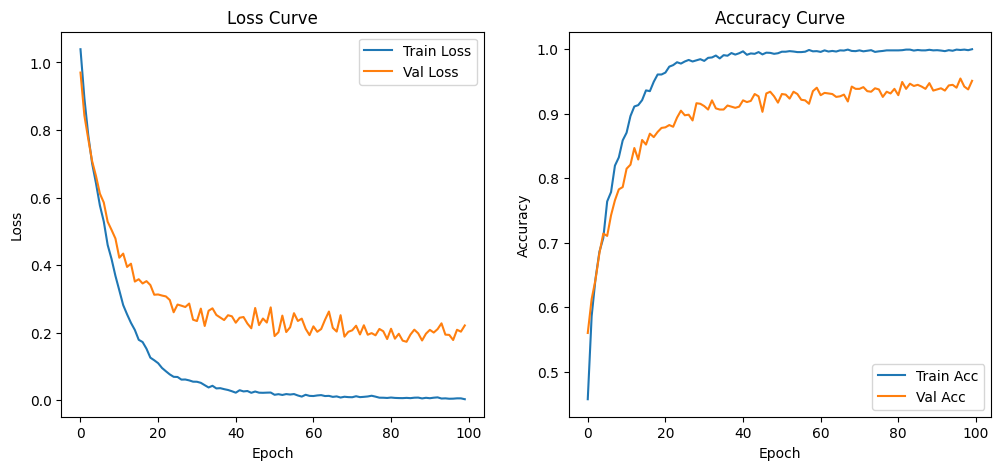 Loss Curve
Loss
1.0
0.8
0.6
0.4
0.2
0.0
Train Loss
Val Loss
0 20 40 60 80 100
Epoch
Accuracy Curve
Accuracy
1.0
0.9
0.8
0.7
0.6
0.5
Train Acc
Val Acc
0 20 40 60 80 100
Epoch